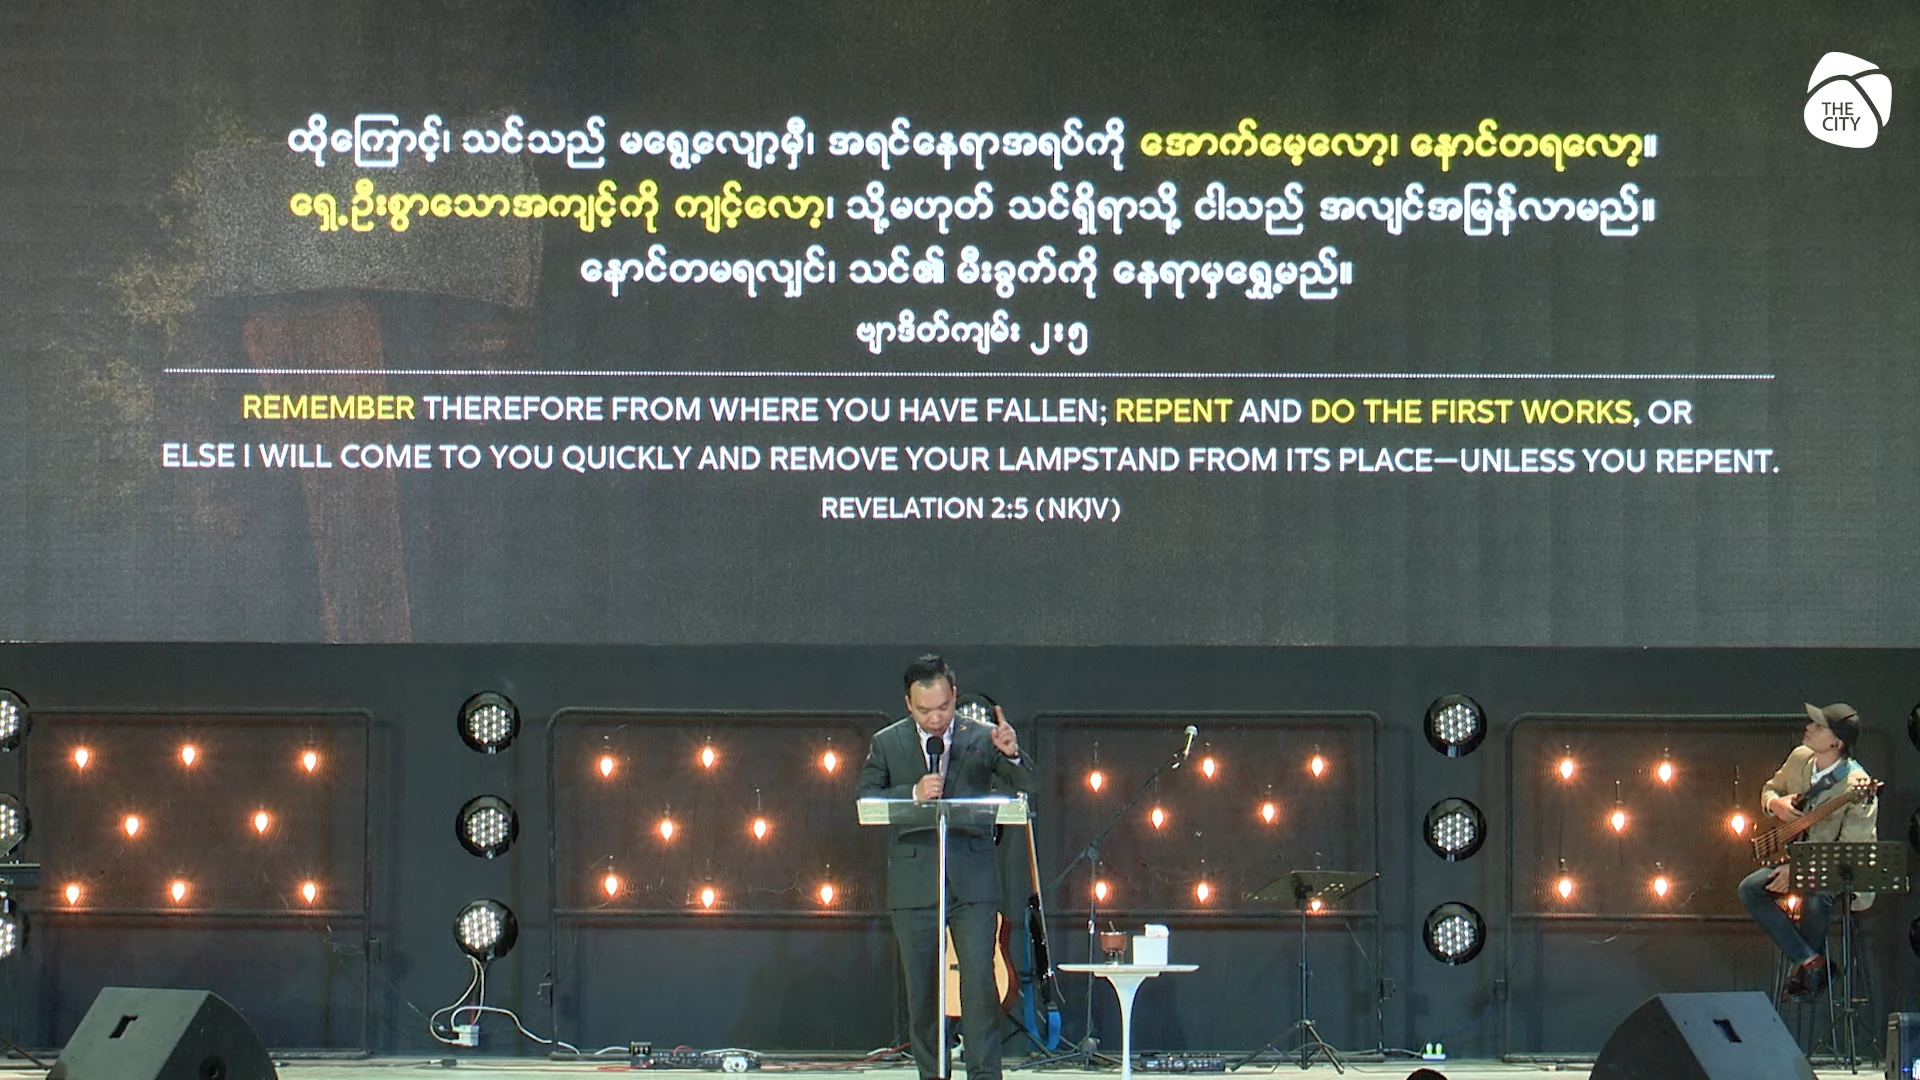 THE
CITY
ထိုကြောင့်၊ သင်သည် မရွေ့လျော့မှီ၊ အရင်နေရာအရပ်ကို အောက်မေ့လော့၊ နောင်တရလော့။
ရှေ့ဦးစွာသောအကျင့်ကို ကျင့်လော့၊ သို့မဟုတ် သင်ရှိရာသို့ ငါသည် အလျင်အမြန်လာမည်။
နောင်တမရလျှင်၊ သင်၏ မီးခွက်ကို နေရာမှရွှေ့မည်။
ဗျာဒိတ်ကျမ်း ၂း၅
REMEMBER THEREFORE FROM WHERE YOU HAVE FALLEN; REPENT AND DO THE FIRST WORKS, OR
ELSE I WILL COME TO YOU QUICKLY AND REMOVE YOUR LAMPSTAND FROM ITS PLACE—UNLESS YOU REPENT.
REVELATION 2:5 (NKJV)